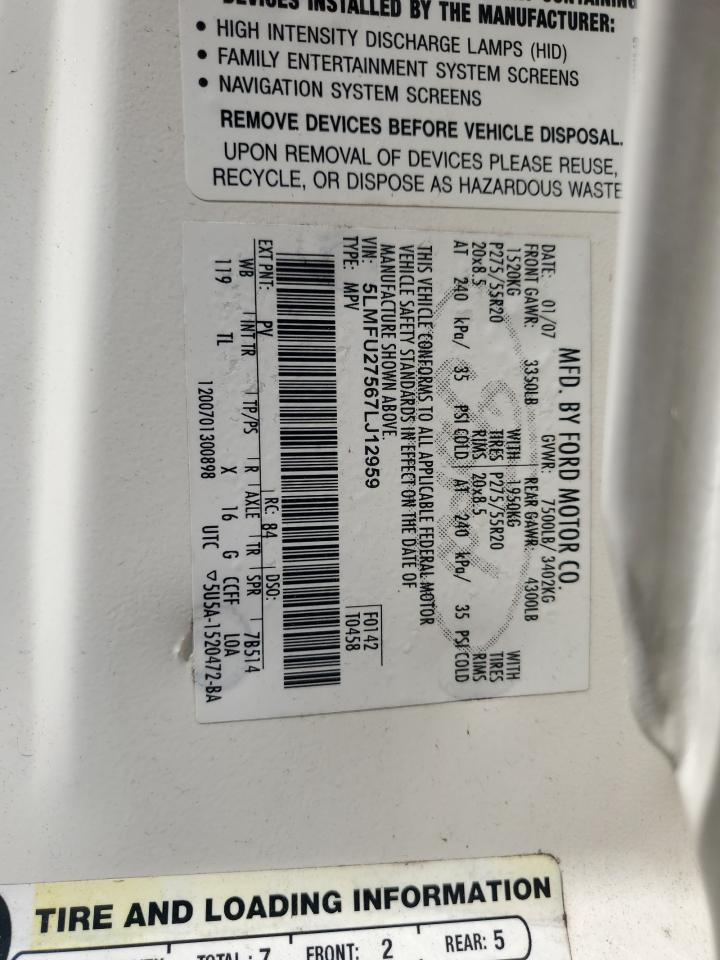 DEVICES INSTALLED BY THE MANUFACTURER:
• HIGH INTENSITY DISCHARGE LAMPS (HID)
• FAMILY ENTERTAINMENT SYSTEM SCREENS
• NAVIGATION SYSTEM SCREENS
REMOVE DEVICES BEFORE VEHICLE DISPOSAL.
UPON REMOVAL OF DEVICES PLEASE REUSE,
RECYCLE, OR DISPOSE AS HAZARDOUS WASTE
MFD. BY FORD MOTOR CO.
DATE: 01/07 GVWR: 7500LB/ 3402KG
FRONT GAWR: 3350LB REAR GAWR: 4300LB
1520KG WITH 1950KG WITH
P275/55R20 TIRES P275/55R20 TIRES
20x8.5 RIMS 20x8.5 RIMS
AT 240 kPa/ 35 PSI COLD AT 240 kPa/ 35 PSI COLD
THIS VEHICLE CONFORMS TO ALL APPLICABLE FEDERAL MOTOR
VEHICLE SAFETY STANDARDS IN EFFECT ON THE DATE OF
MANUFACTURE SHOWN ABOVE.
VIN: 5LMFU27567LJ12959 F0142
TYPE: MPV T0458
EXT PNT: PV RC: 84 DSO:
WB INT TR TP/PS R AXLE TR SPR 7B514
119 TL X 16 G CCFF LOA
1200701300898 UTC ▽5U5A-1520472-BA
TIRE AND LOADING INFORMATION
TOTAL: 7 FRONT: 2 REAR: 5